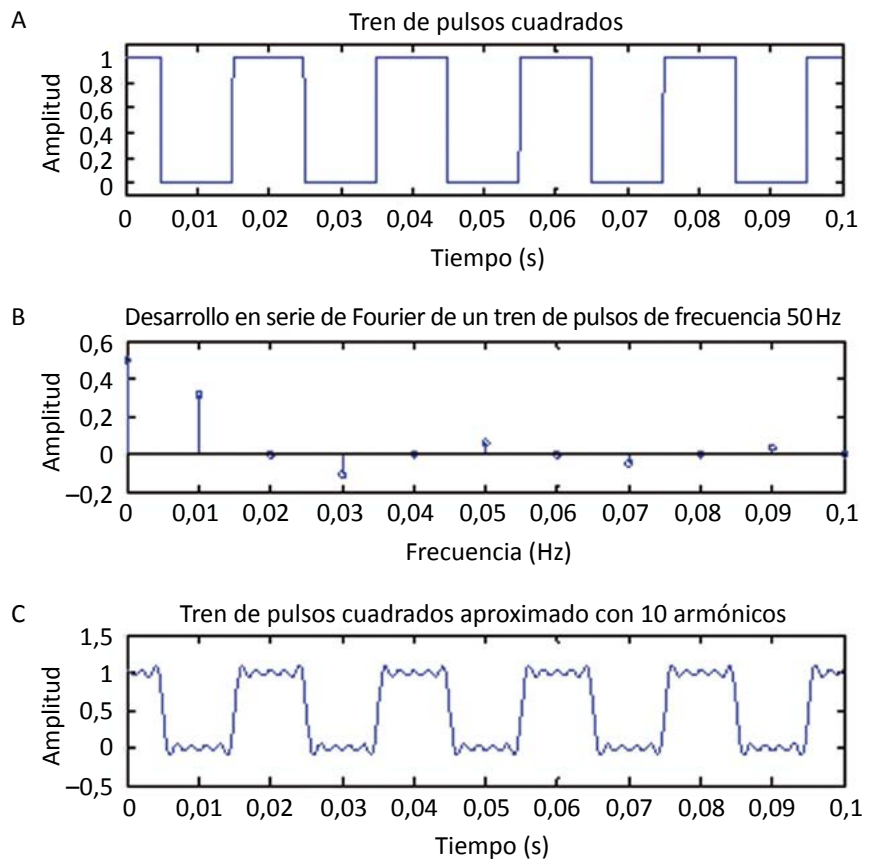 A
Tren de pulsos cuadrados
Amplitud
1
0,8
0,6
0,4
0,2
0
0 0,01 0,02 0,03 0,04 0,05 0,06 0,07 0,08 0,09 0,1
Tiempo (s)
B
Desarrollo en serie de Fourier de un tren de pulsos de frecuencia 50 Hz
Amplitud
0,6
0,4
0,2
0
–0,2
0 0,01 0,02 0,03 0,04 0,05 0,06 0,07 0,08 0,09 0,1
Frecuencia (Hz)
C
Tren de pulsos cuadrados aproximado con 10 armónicos
Amplitud
1,5
1
0,5
0
–0,5
0 0,01 0,02 0,03 0,04 0,05 0,06 0,07 0,08 0,09 0,1
Tiempo (s)